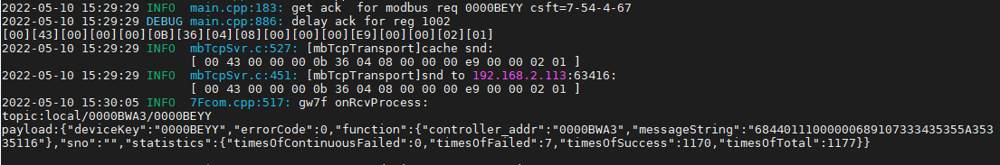 2022-05-10 15:29:29 INFO  main.cpp:183: get ack  for modbus req 0000BEYY csft=7-54-4-67
2022-05-10 15:29:29 DEBUG main.cpp:886: delay ack for reg 1002
[00][43][00][00][00][0B][36][04][08][00][00][00][E9][00][00][02][01]
2022-05-10 15:29:29 INFO  mbTcpSvr.c:527: [mbTcpTransport]cache snd:
[ 00 43 00 00 00 0b 36 04 08 00 00 00 e9 00 00 02 01 ]
2022-05-10 15:29:29 INFO  mbTcpSvr.c:451: [mbTcpTransport]snd to 192.168.2.113:63416:
[ 00 43 00 00 00 0b 36 04 08 00 00 00 e9 00 00 02 01 ]
2022-05-10 15:30:05 INFO  7Fcom.cpp:517: gw7f onRcvProcess:
topic:local/0000BWA3/0000BEYY
payload:{"deviceKey":"0000BEYY","errorCode":0,"function":{"controller_addr":"0000BWA3","messageString":"68440111000000689107333435355A353
35116"},"sno":"","statistics":{"timesOfContinuousFailed":0,"timesOfFailed":7,"timesOfSuccess":1170,"timesOfTotal":1177}}